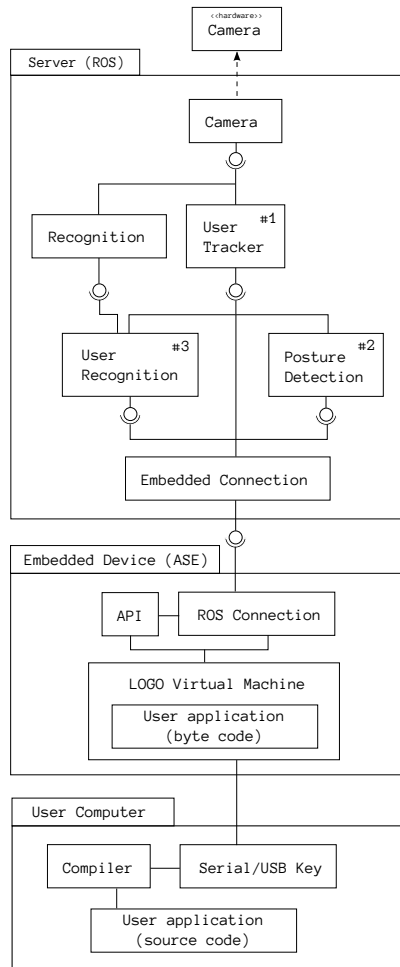 <<hardware>>
Camera
Server (ROS)
Camera
Recognition
User #1
Tracker
User #3
Recognition
Posture #2
Detection
Embedded Connection
Embedded Device (ASE)
API
ROS Connection
LOGO Virtual Machine
User application
(byte code)
User Computer
Compiler
Serial/USB Key
User application
(source code)